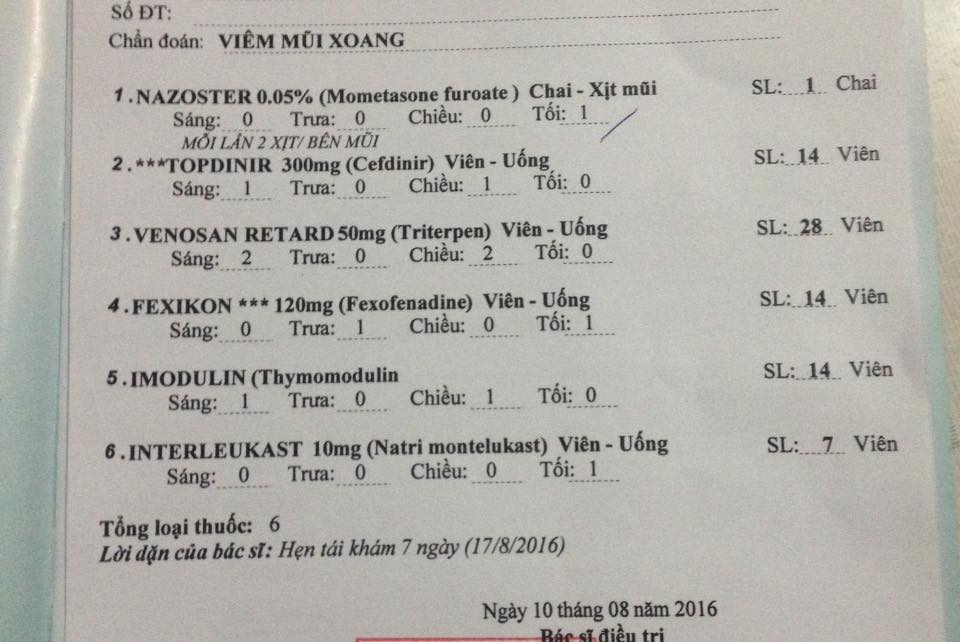 Số ĐT:
Chẩn đoán: VIÊM MŨI XOANG
1. NAZOSTER 0.05% (Mometasone furoate ) Chai - Xịt mũi SL: 1 Chai
Sáng: 0 Trưa: 0 Chiều: 0 Tối: 1
MỖI LẦN 2 XỊT/ BÊN MŨI
2. ***TOPDINIR 300mg (Cefdinir) Viên - Uống SL: 14 Viên
Sáng: 1 Trưa: 0 Chiều: 1 Tối: 0
3. VENOSAN RETARD 50mg (Triterpen) Viên - Uống SL: 28 Viên
Sáng: 2 Trưa: 0 Chiều: 2 Tối: 0
4. FEXIKON *** 120mg (Fexofenadine) Viên - Uống SL: 14 Viên
Sáng: 0 Trưa: 1 Chiều: 0 Tối: 1
5. IMODULIN (Thymomodulin SL: 14 Viên
Sáng: 1 Trưa: 0 Chiều: 1 Tối: 0
6. INTERLEUKAST 10mg (Natri montelukast) Viên - Uống SL: 7 Viên
Sáng: 0 Trưa: 0 Chiều: 0 Tối: 1
Tổng loại thuốc: 6
Lời dặn của bác sĩ: Hẹn tái khám 7 ngày (17/8/2016)
Ngày 10 tháng 08 năm 2016
Bác sĩ điều trị